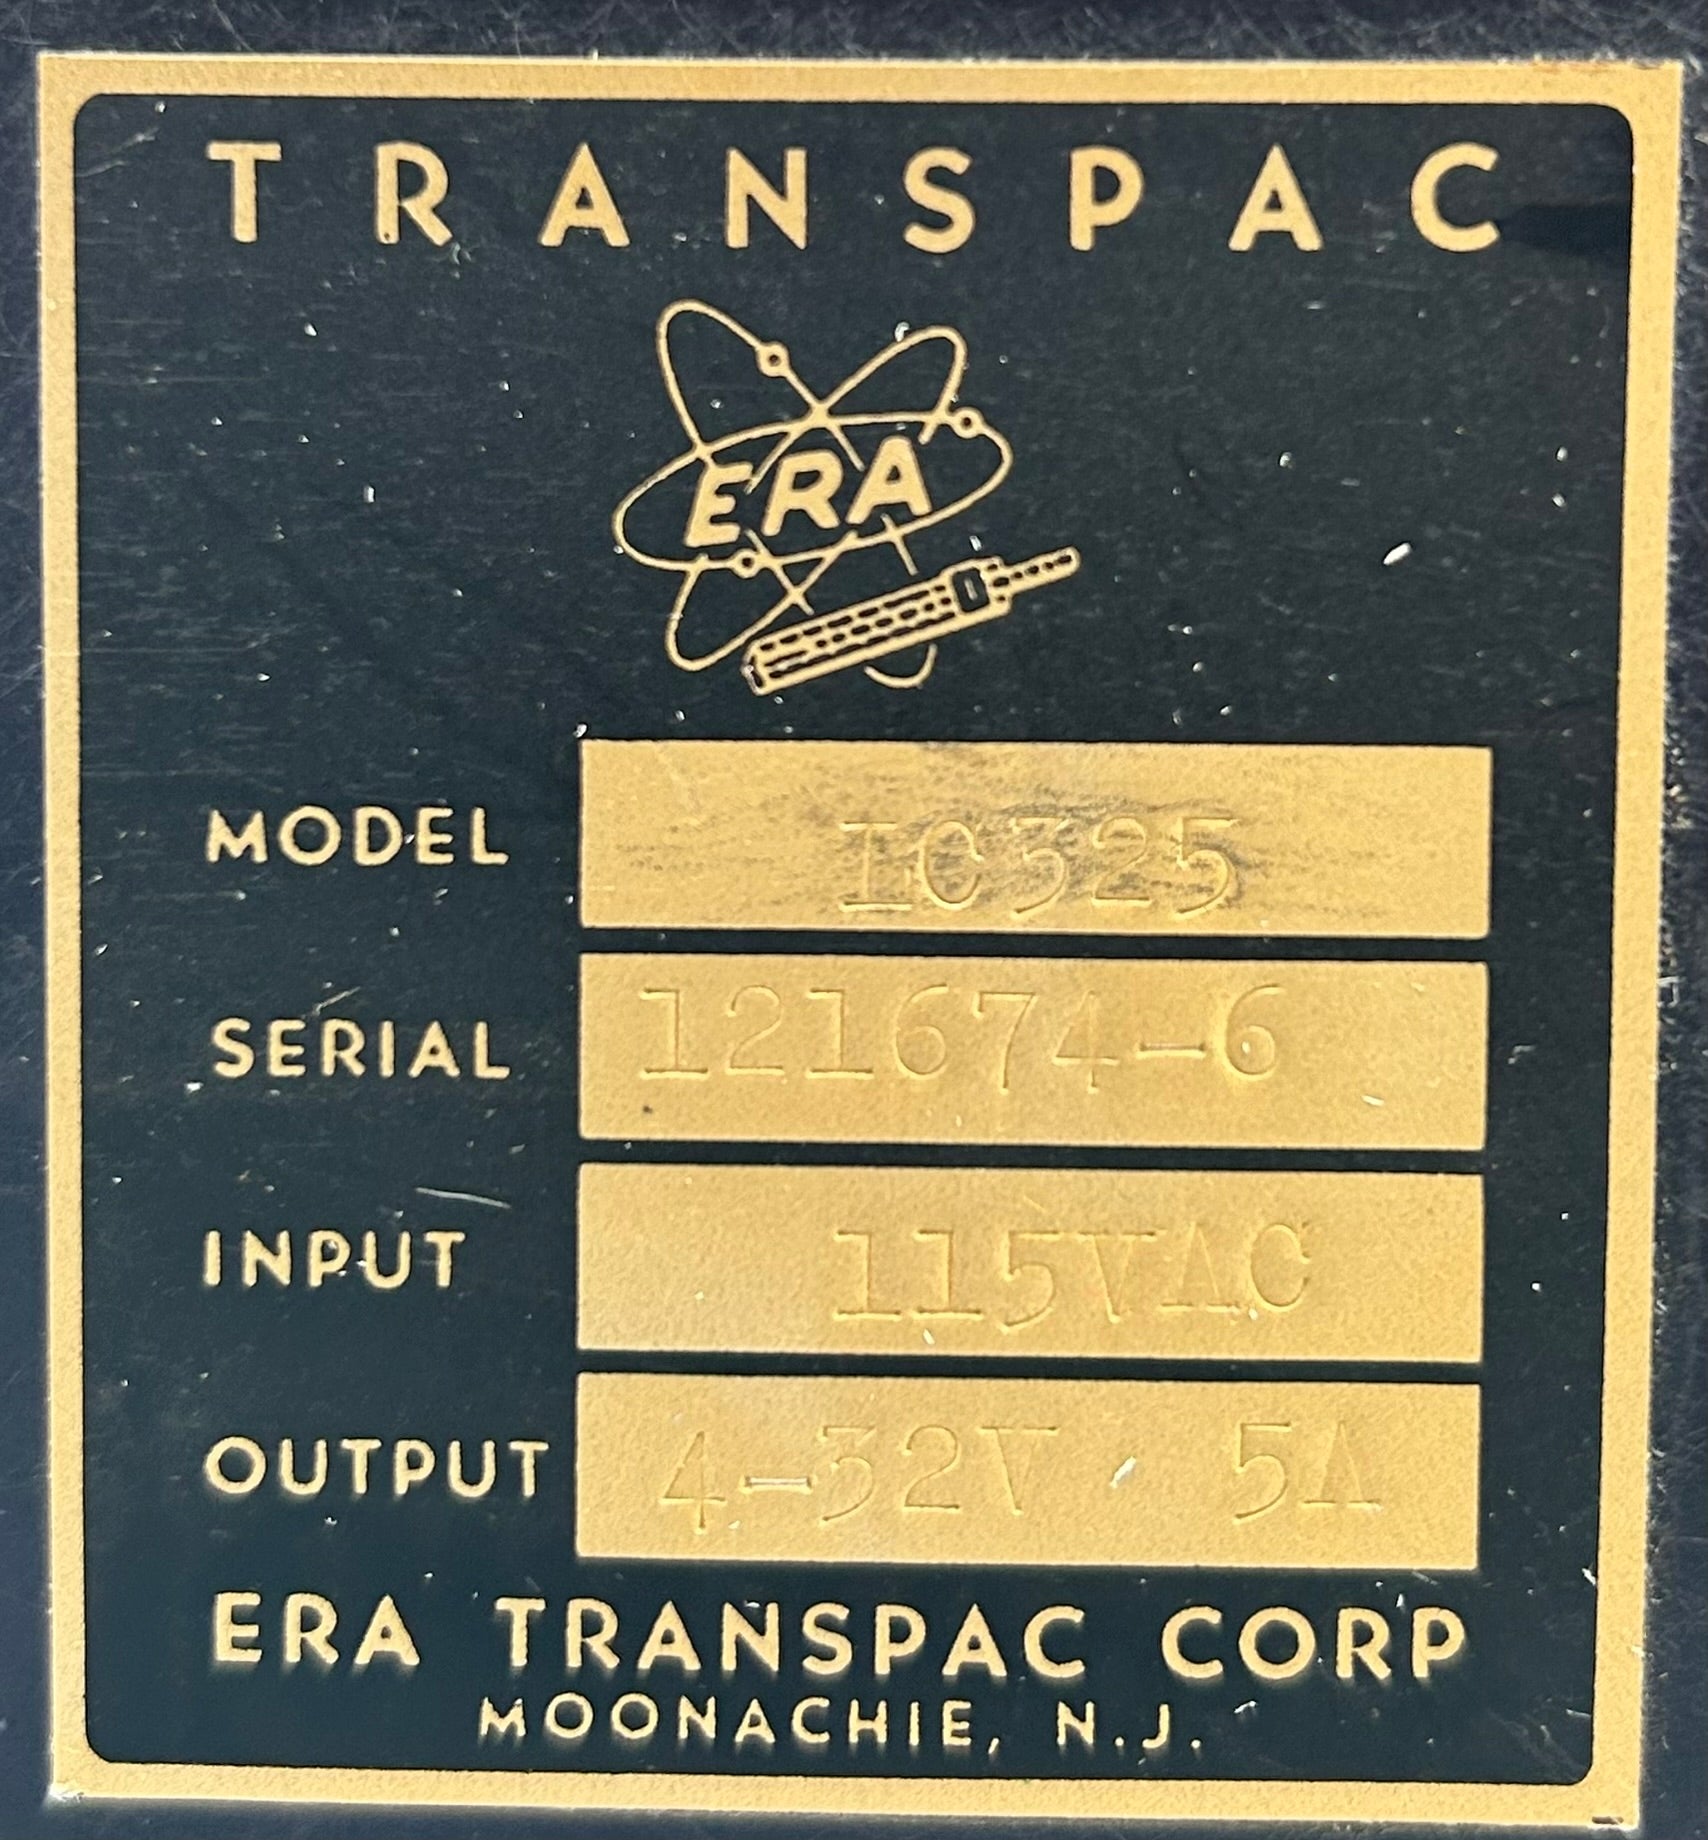 TRANSPAC
ERA
MODEL IC325
SERIAL 121674-6
INPUT 115VAC
OUTPUT 4-32V 5A
ERA TRANSPAC CORP
MOONACHIE, N.J.